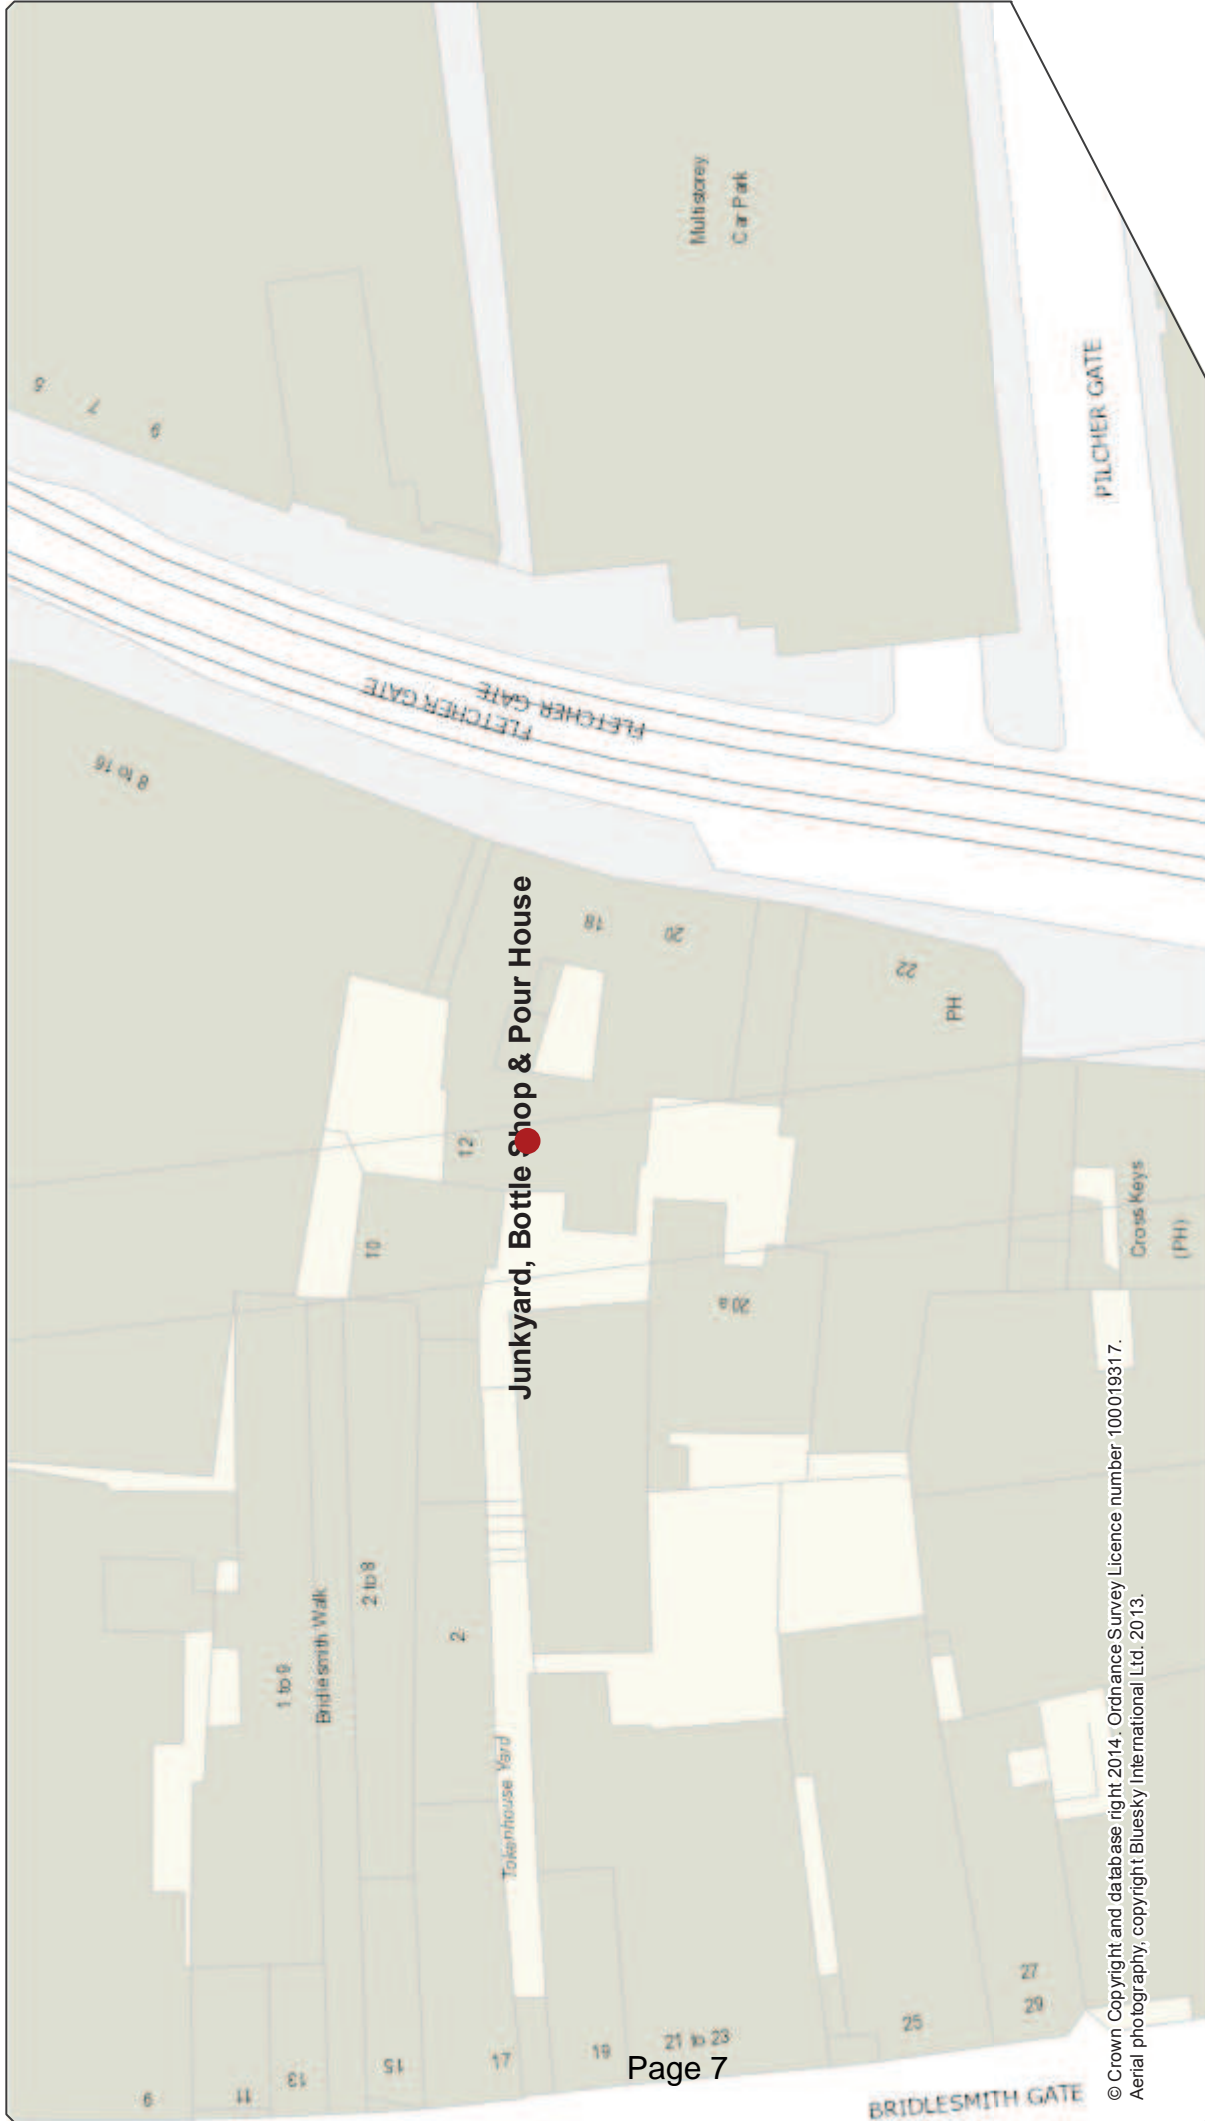 Multistorey
Car Park
PILCHER GATE
8
7
6
FLETCHER GATE
FLETCHER GATE
8 to 16
18
20
22
PH
Junkyard, Bottle Shop & Pour House
12
10
20a
Cross Keys
(PH)
1 to 9
Bridlesmith Walk
2 to 8
2
Tokenhouse Yard
9
11
13
15
17
19
21 to 23
25
27
29
BRIDLESMITH GATE
© Crown Copyright and database right 2014. Ordnance Survey Licence number 100019317.
Aerial photography, copyright Bluesky International Ltd. 2013.
Page 7